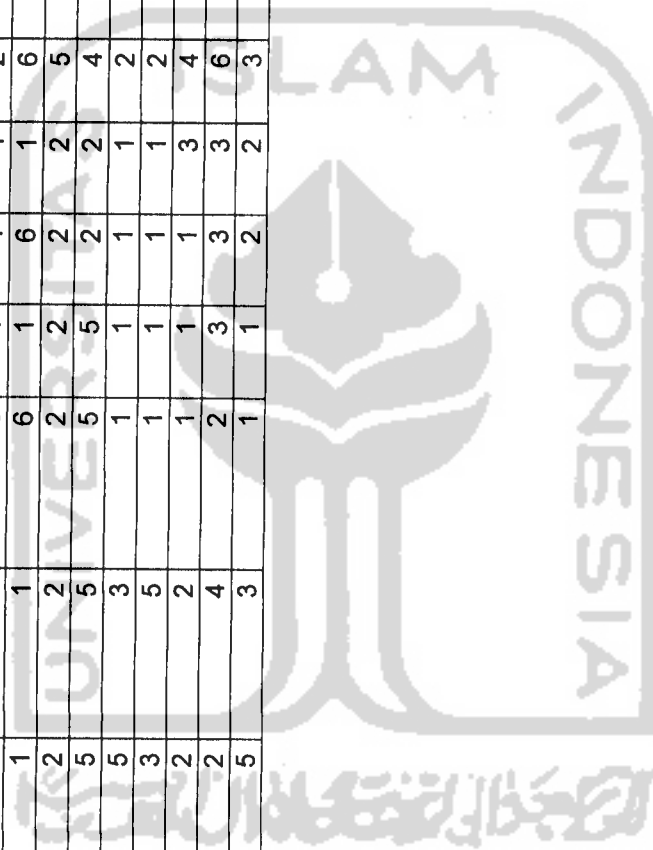 1 1 6 1 6 1 6
2 2 2 2 2 2 5
5 5 5 5 2 2 4
5 3 1 1 1 1 2
3 5 1 1 1 1 2
2 2 1 1 1 3 4
2 4 2 3 3 3 6
5 3 1 1 2 2 3
UNIVERSITAS
ISLAM
INDONESIA